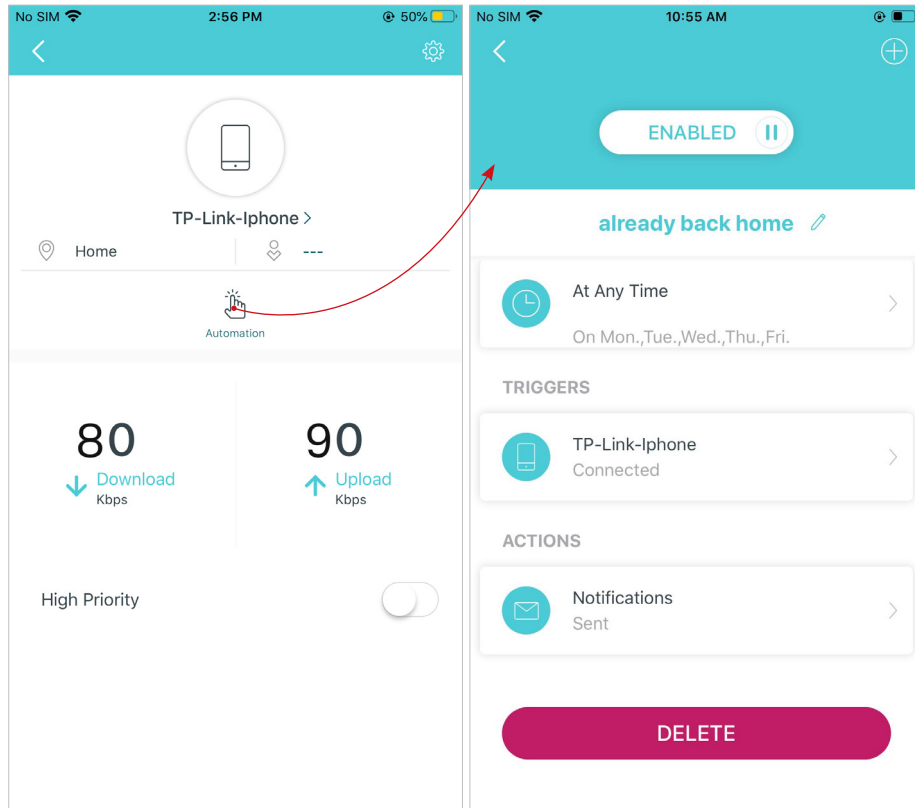 No SIM
2:56 PM
50%
TP-Link-Iphone >
Home
---
Automation
80
Download
Kbps
90
Upload
Kbps
High Priority
No SIM
10:55 AM
ENABLED
already back home
At Any Time
On Mon.,Tue.,Wed.,Thu.,Fri.
TRIGGERS
TP-Link-Iphone
Connected
ACTIONS
Notifications
Sent
DELETE